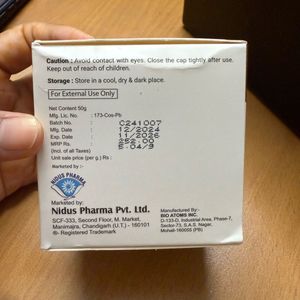 Caution : Avoid contact with eyes. Close the cap tightly after use.
Keep out of reach of children.
Storage : Store in a cool, dry & dark place.
For External Use Only
Net Content 50g
Mfg. Lic. No. : 173-Cos-Pb
Batch No. C241007
Mfg. Date 12/2024
Exp. Date 11/2026
MRP Rs. 252.00
(Incl. of all Taxes)
Unit sale price (per g.) Rs : 5.04/g
Marketed by :-
NIDUS PHARMA
Marketed by:
Nidus Pharma Pvt. Ltd.
SCF-333, Second Floor, M. Market,
Manimajra, Chandigarh (U.T.) - 160101
®- Registered Trademark
Manufactured By:-
BIO ATOMS INC.
D-133-D, Industrial Area, Phase-7,
Sector-73, S.A.S. Nagar,
Mohali-160055 (PB)